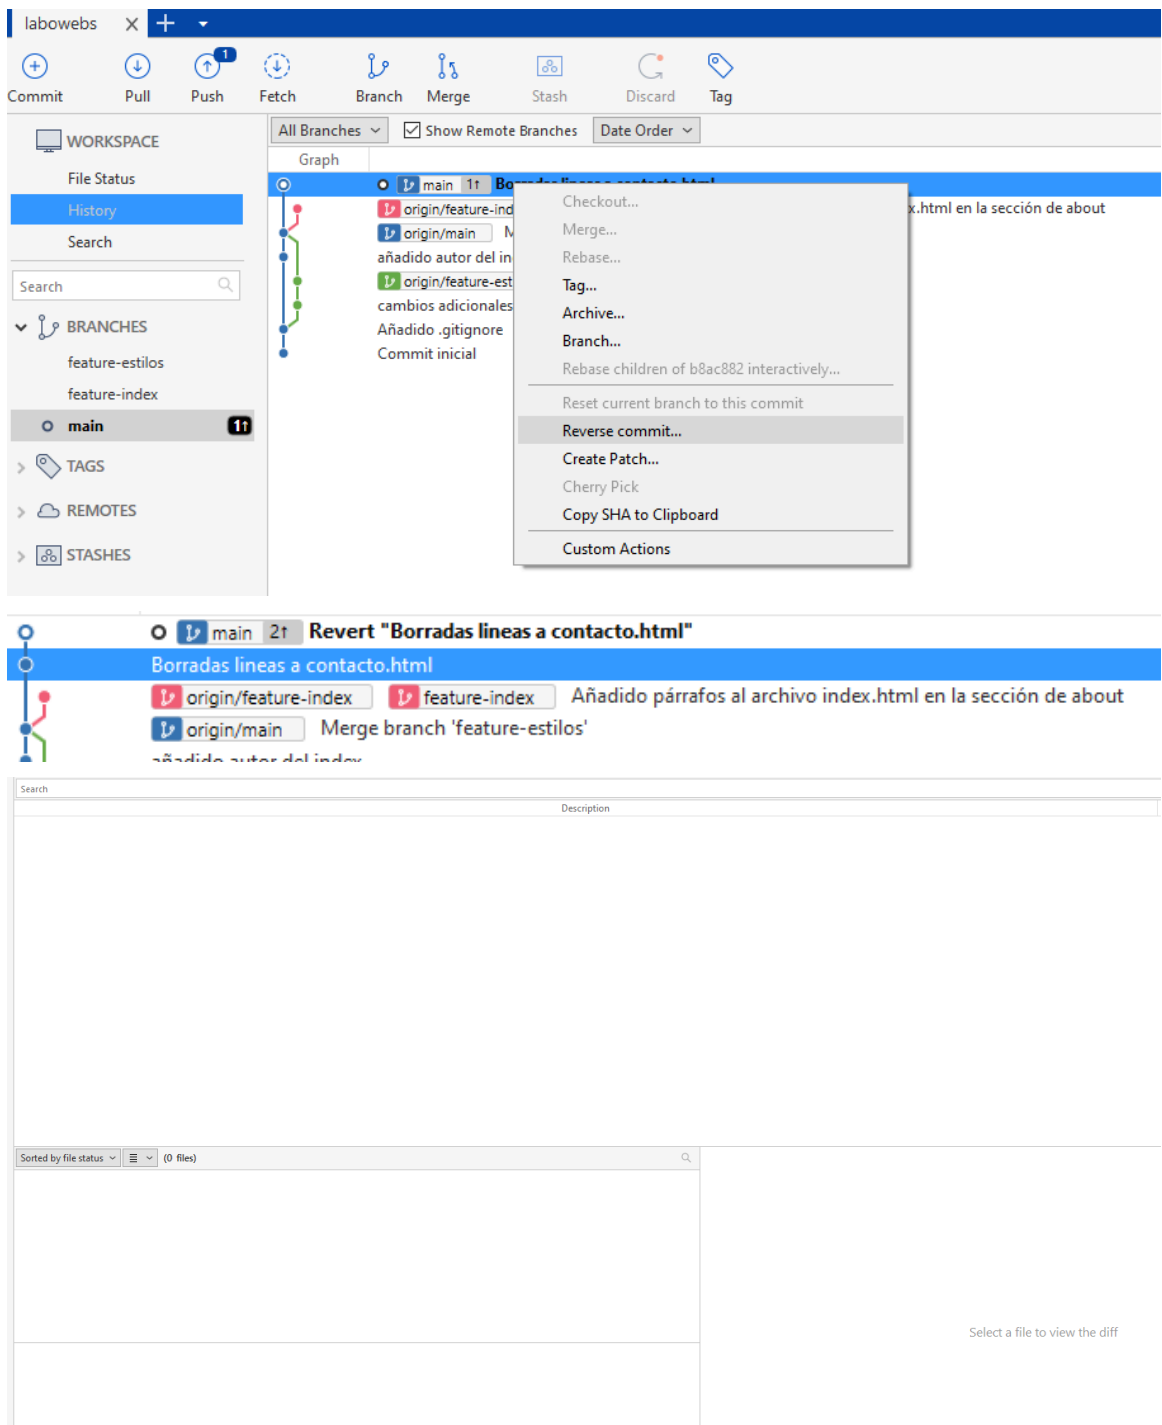 labowebs
1
Commit Pull Push Fetch Branch Merge Stash Discard Tag
WORKSPACE
File Status
History
Search
Search
BRANCHES
feature-estilos
feature-index
main 1↑
TAGS
REMOTES
STASHES
All Branches Show Remote Branches Date Order
Graph
main 1↑
origin/feature-ind x.html en la sección de about
origin/main M
añadido autor del in
origin/feature-est
cambios adicionales
Añadido .gitignore
Commit inicial
Checkout...
Merge...
Rebase...
Tag...
Archive...
Branch...
Rebase children of b8ac882 interactively...
Reset current branch to this commit
Reverse commit...
Create Patch...
Cherry Pick
Copy SHA to Clipboard
Custom Actions
main 2↑ Revert "Borradas lineas a contacto.html"
Borradas lineas a contacto.html
origin/feature-index feature-index Añadido párrafos al archivo index.html en la sección de about
origin/main Merge branch 'feature-estilos'
añadido autor del index
Search
Description
Sorted by file status (0 files)
Select a file to view the diff